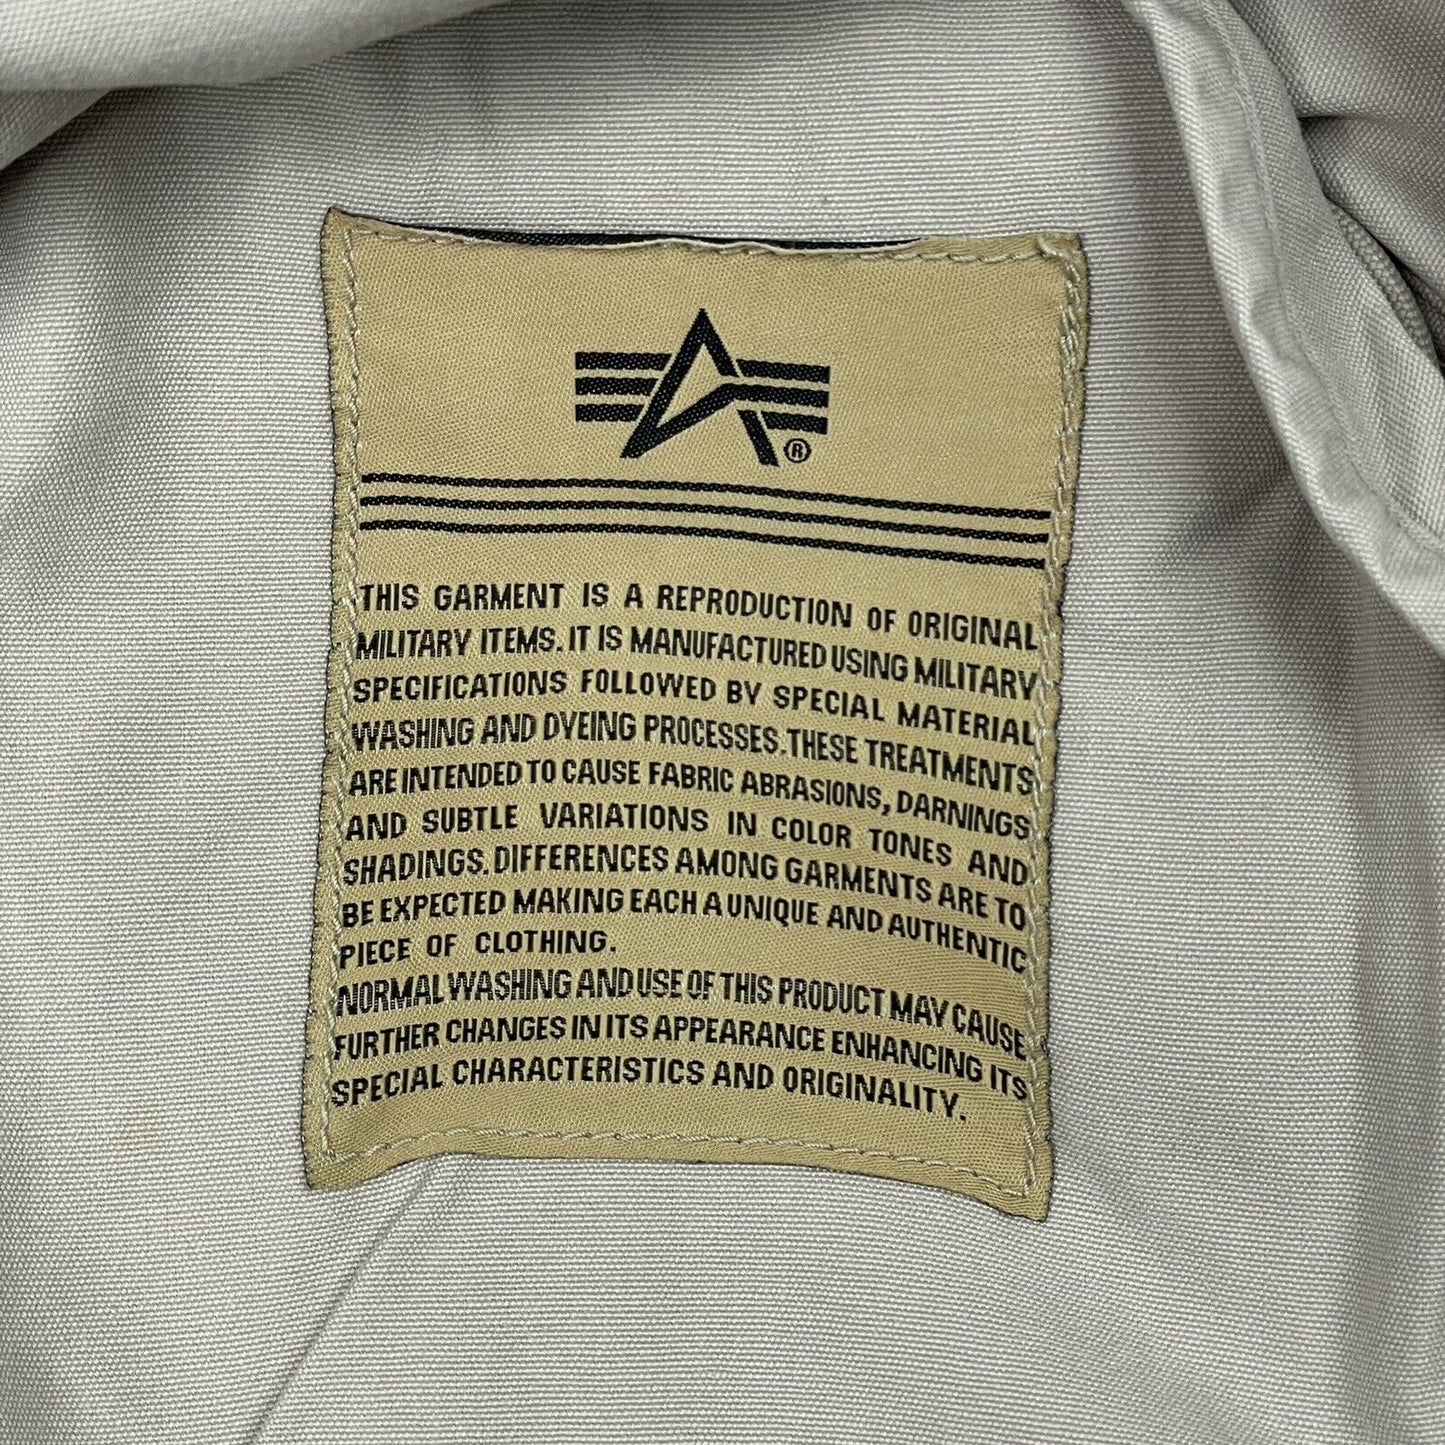 ®
THIS GARMENT IS A REPRODUCTION OF ORIGINAL
MILITARY ITEMS. IT IS MANUFACTURED USING MILITARY
SPECIFICATIONS FOLLOWED BY SPECIAL MATERIAL
WASHING AND DYEING PROCESSES. THESE TREATMENTS
ARE INTENDED TO CAUSE FABRIC ABRASIONS, DARNINGS
AND SUBTLE VARIATIONS IN COLOR TONES AND
SHADINGS. DIFFERENCES AMONG GARMENTS ARE TO
BE EXPECTED MAKING EACH A UNIQUE AND AUTHENTIC
PIECE OF CLOTHING.
NORMAL WASHING AND USE OF THIS PRODUCT MAY CAUSE
FURTHER CHANGES IN ITS APPEARANCE ENHANCING ITS
SPECIAL CHARACTERISTICS AND ORIGINALITY.